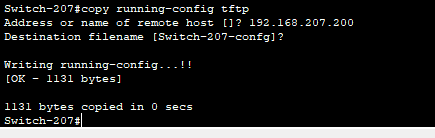 Switch-207#copy running-config tftp
Address or name of remote host []? 192.168.207.200
Destination filename [Switch-207-confg]?

Writing running-config...!!
[OK - 1131 bytes]

1131 bytes copied in 0 secs
Switch-207#